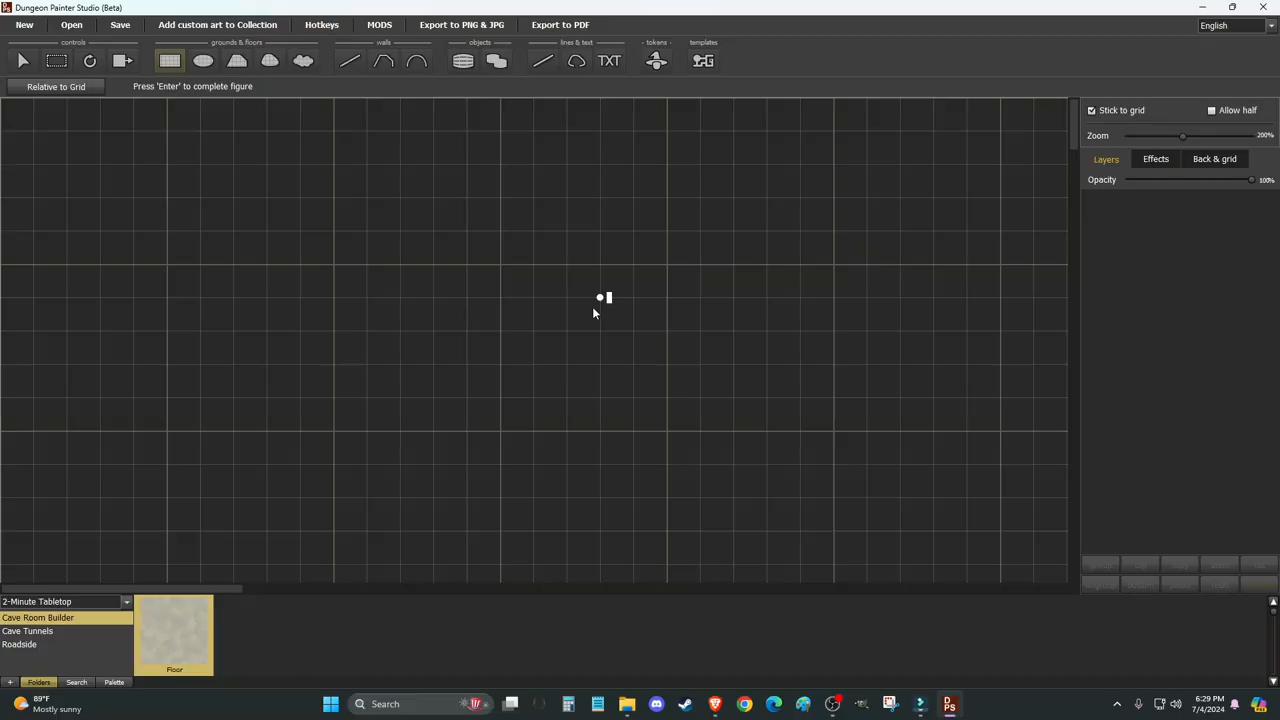 Dungeon Painter Studio (Beta)
New Open Save Add custom art to Collection Hotkeys MODS Export to PNG & JPG Export to PDF English
controls grounds & floors walls objects lines & text tokens templates
TXT
Relative to Grid Press 'Enter' to complete figure
Stick to grid Allow half
Zoom 200%
Layers Effects Back & grid
Opacity 100%
2-Minute Tabletop
Cave Room Builder
Cave Tunnels
Roadside
Floor
+ Folders Search Palette
89°F
Mostly sunny
Search
6:29 PM
7/4/2024